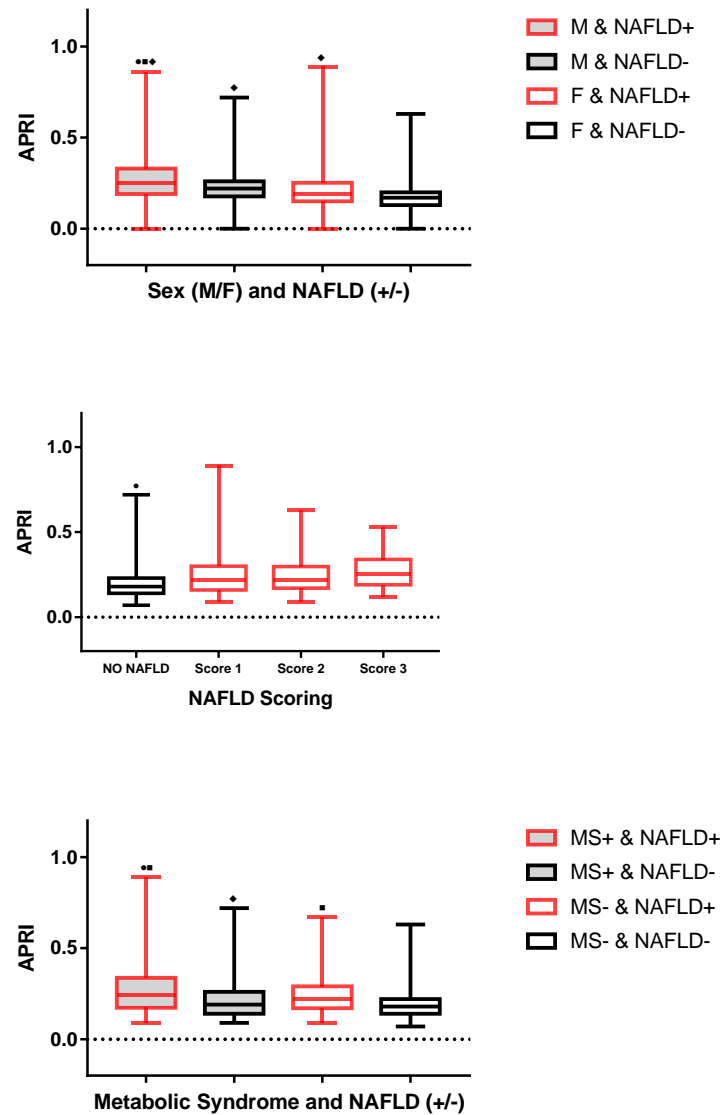 1.0
0.5
0.0
APRI
Sex (M/F) and NAFLD (+/-)
M & NAFLD+
M & NAFLD-
F & NAFLD+
F & NAFLD-
1.0
0.5
0.0
APRI
NO NAFLD Score 1 Score 2 Score 3
NAFLD Scoring
1.0
0.5
0.0
APRI
Metabolic Syndrome and NAFLD (+/-)
MS+ & NAFLD+
MS+ & NAFLD-
MS- & NAFLD+
MS- & NAFLD-